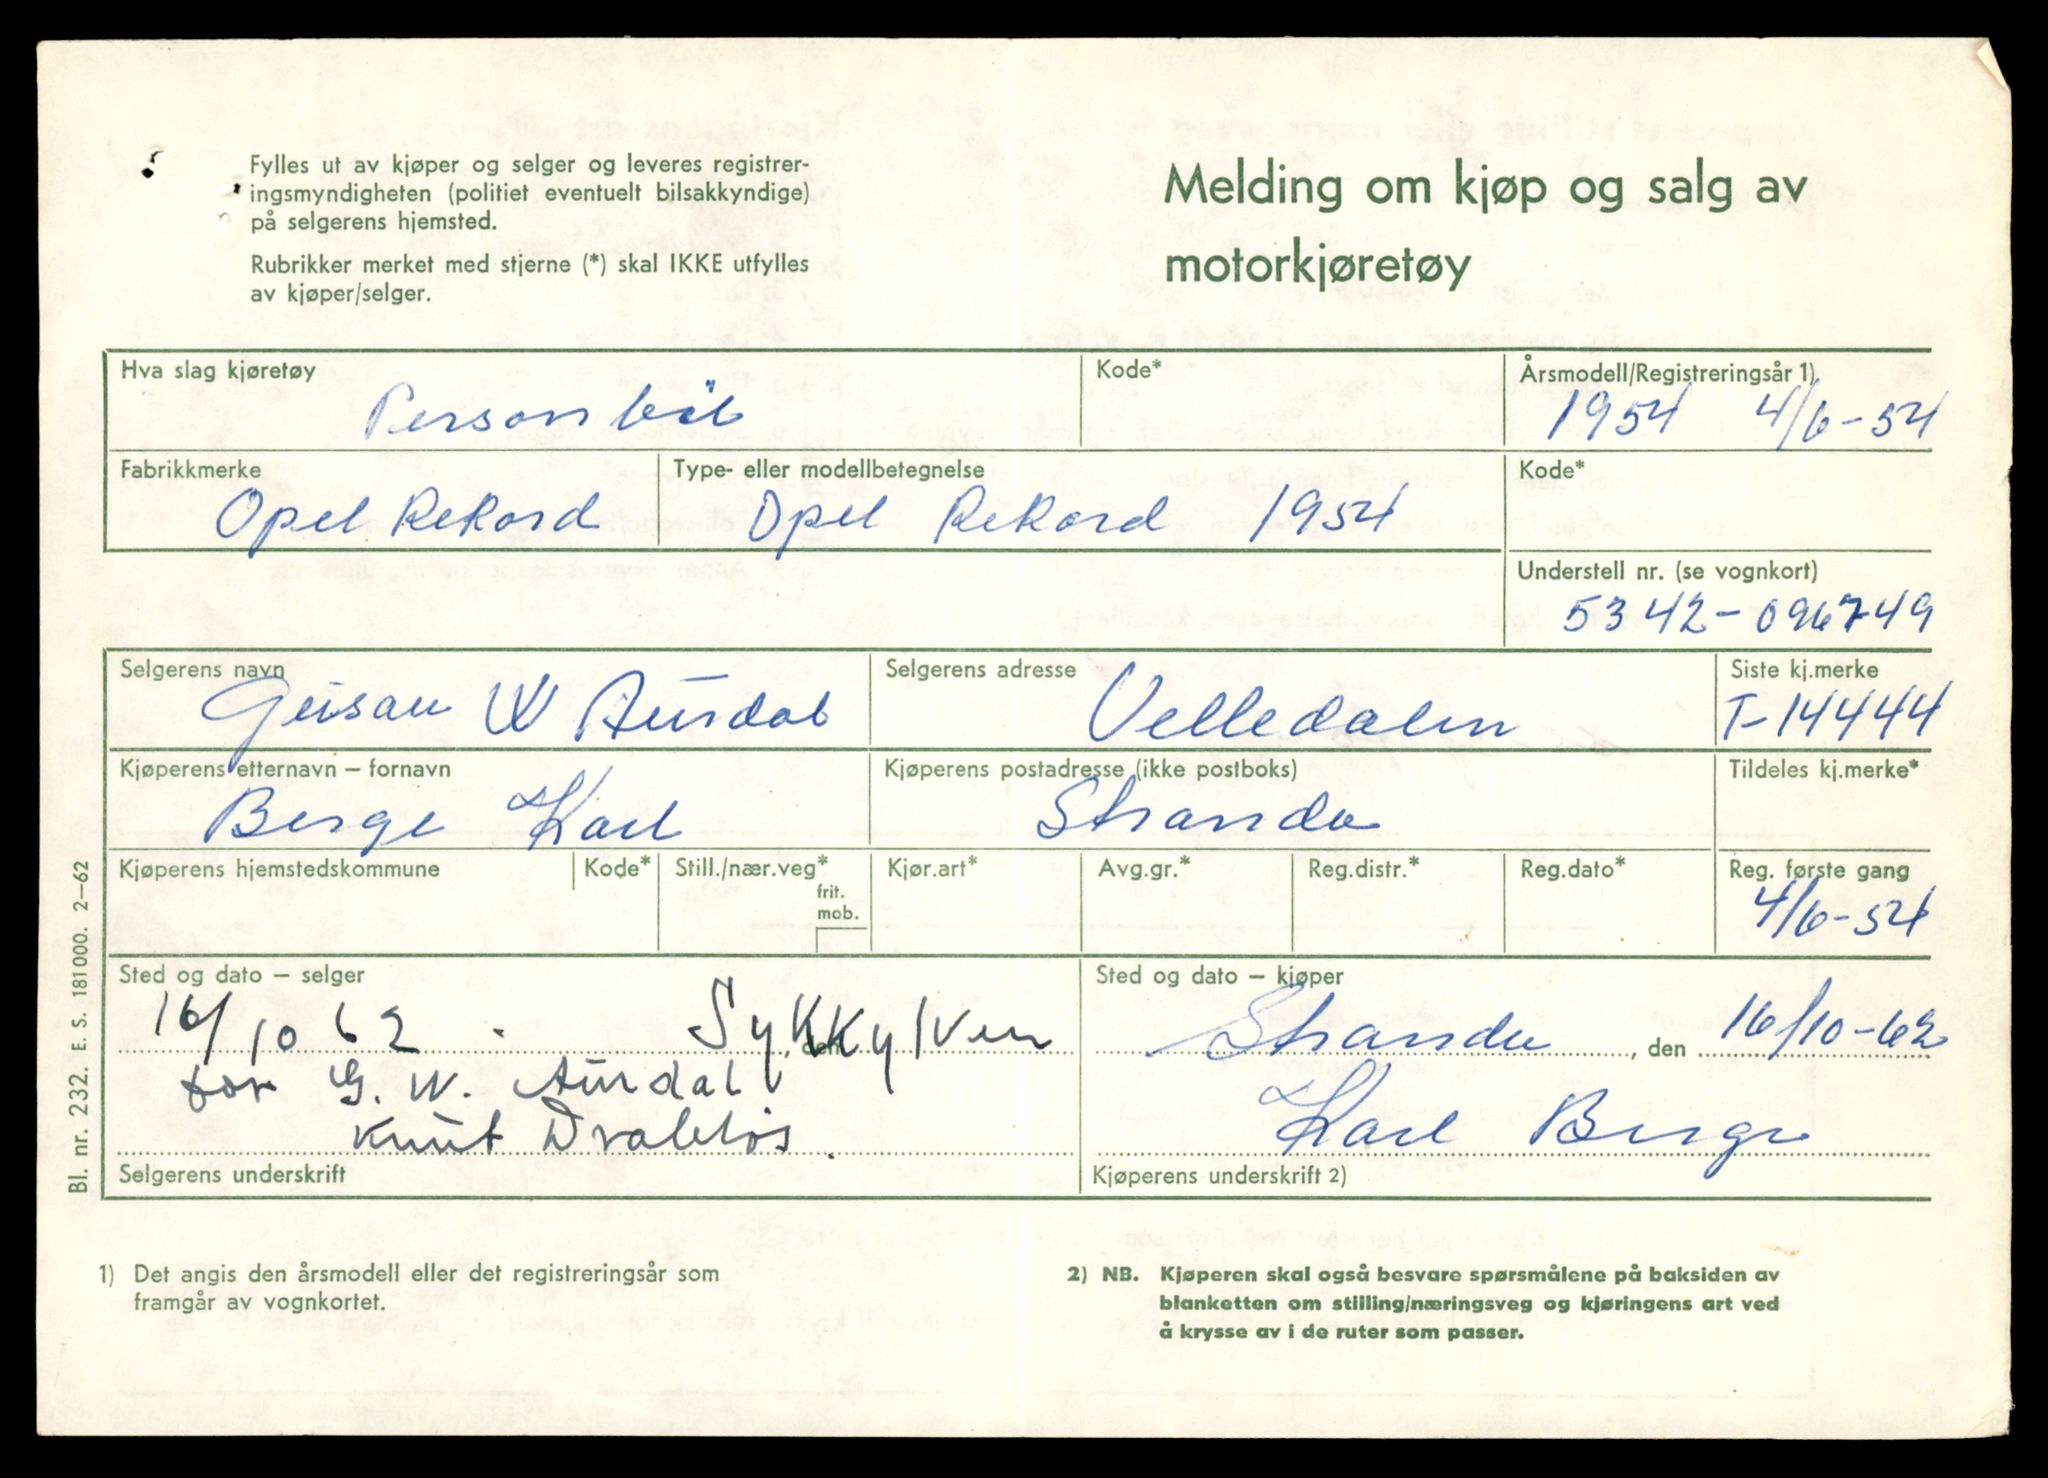 Fylles ut av kjøper og selger og leveres registrer-
ingsmyndigheten (politiet eventuelt bilsakkyndige)
på selgerens hjemsted.
Rubrikker merket med stjerne (*) skal IKKE utfylles
av kjøper/selger.
Melding om kjøp og salg av
motorkjøretøy
Hva slag kjøretøy
Personbil
Kode*
Årsmodell/Registreringsår 1)
1954 4/6-54
Fabrikkmerke
Opel Rekord
Type- eller modellbetegnelse
Opel Rekord 1954
Kode*
Understell nr. (se vognkort)
5342-096749
Selgerens navn
W Aursdal
Selgerens adresse
Velledalen
Siste kj.merke
T-14444
Kjøperens etternavn – fornavn
Berge Karl
Kjøperens postadresse (ikke postboks)
Stranda
Tildeles kj.merke*
Kjøperens hjemstedskommune
Kode*
Still./nær.veg*
frit.
mob.
Kjør.art*
Avg.gr.*
Reg.distr.*
Reg.dato*
Reg. første gang
4/6-54
Sted og dato – selger
16/10 62 . Sykkylven
, den
for G. W. Aursdal
Knut
Selgerens underskrift
Sted og dato – kjøper
Stranda, den 16/10-62
Karl Berge
Kjøperens underskrift 2)
Bl. nr. 232. E. S. 181000. 2–62
1) Det angis den årsmodell eller det registreringsår som
framgår av vognkortet.
2) NB. Kjøperen skal også besvare spørsmålene på baksiden av
blanketten om stilling/næringsveg og kjøringens art ved
å krysse av i de ruter som passer.